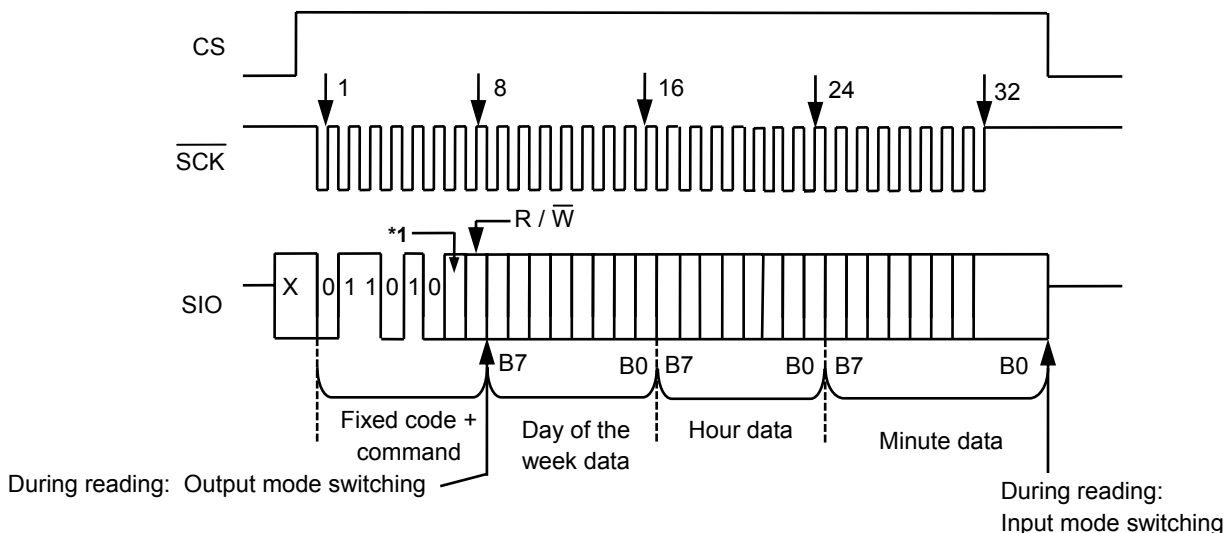 CS
1 8 16 24 32
SCK
*1 R / W
SIO X 0 1 1 0 1 0
B7 B0 B7 B0 B7 B0
Fixed code +
command
Day of the
week data
Hour data
Minute data
During reading: Output mode switching
During reading:
Input mode switching